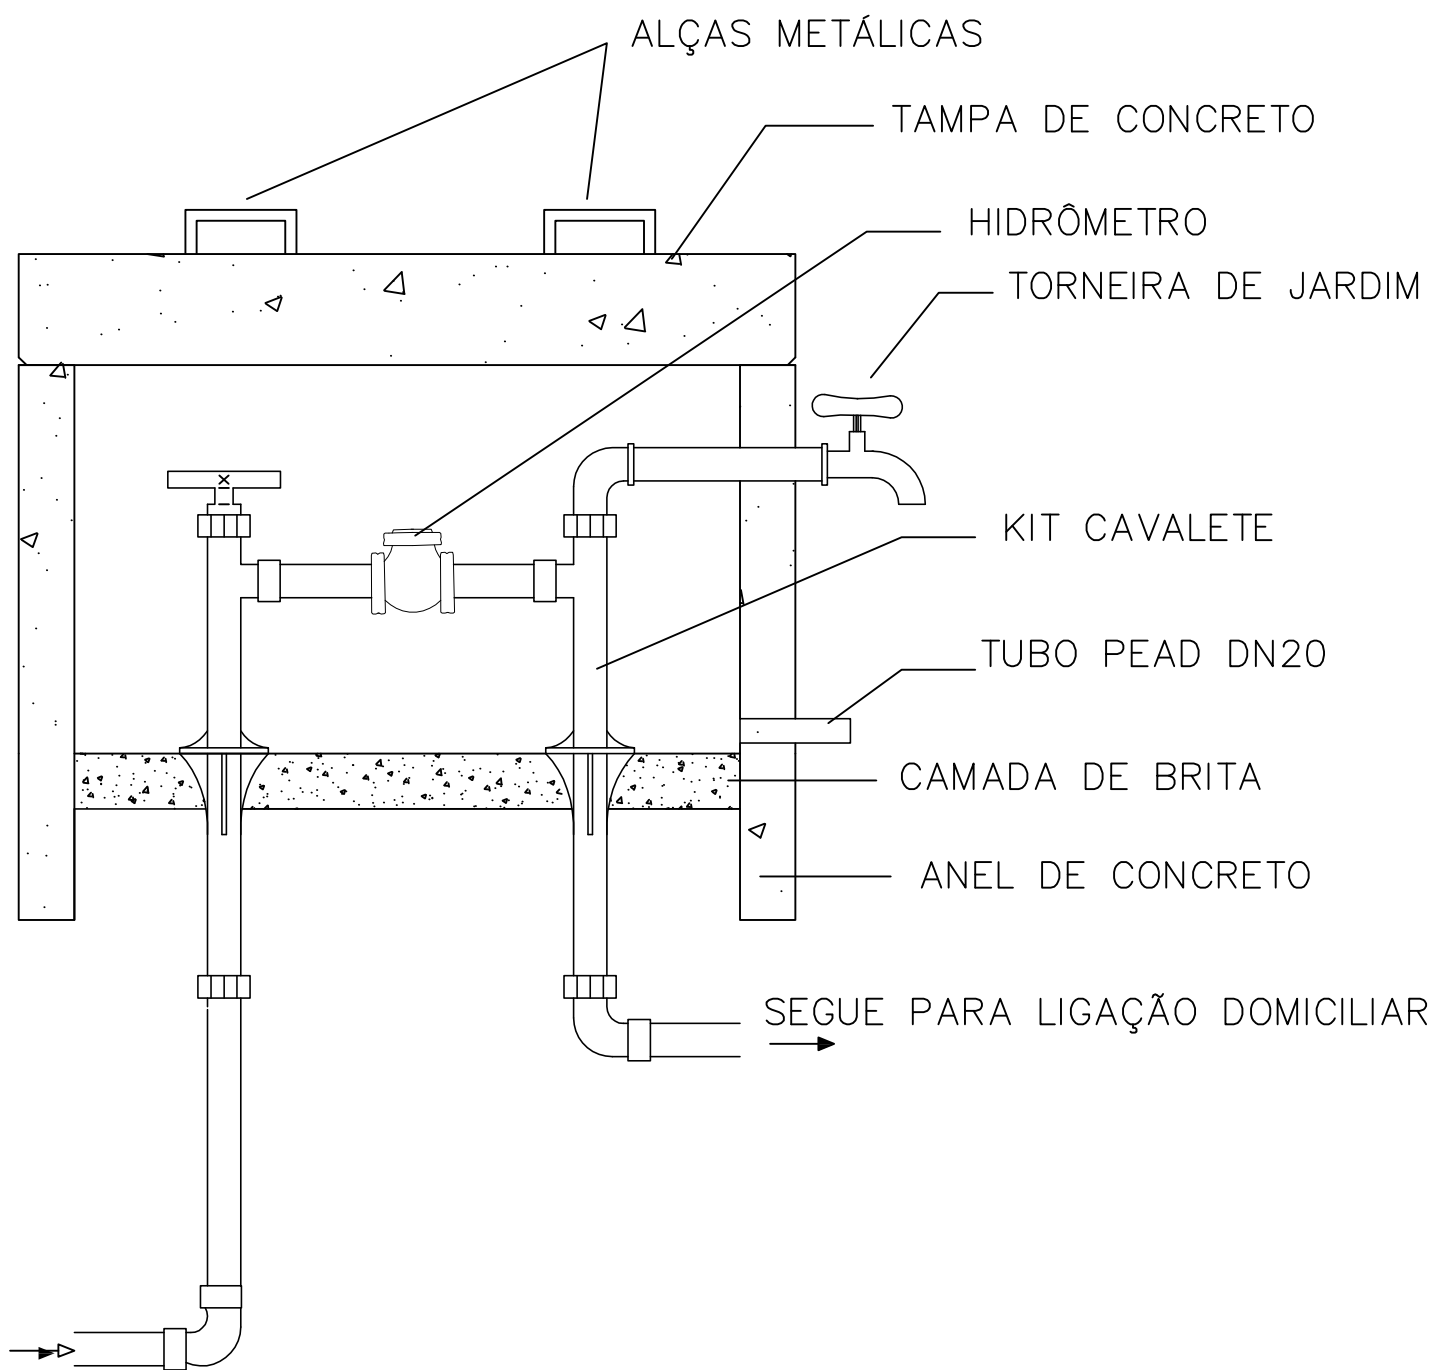 ALÇAS METÁLICAS
TAMPA DE CONCRETO
HIDRÔMETRO
TORNEIRA DE JARDIM
KIT CAVALETE
TUBO PEAD DN20
CAMADA DE BRITA
ANEL DE CONCRETO
SEGUE PARA LIGAÇÃO DOMICILIAR